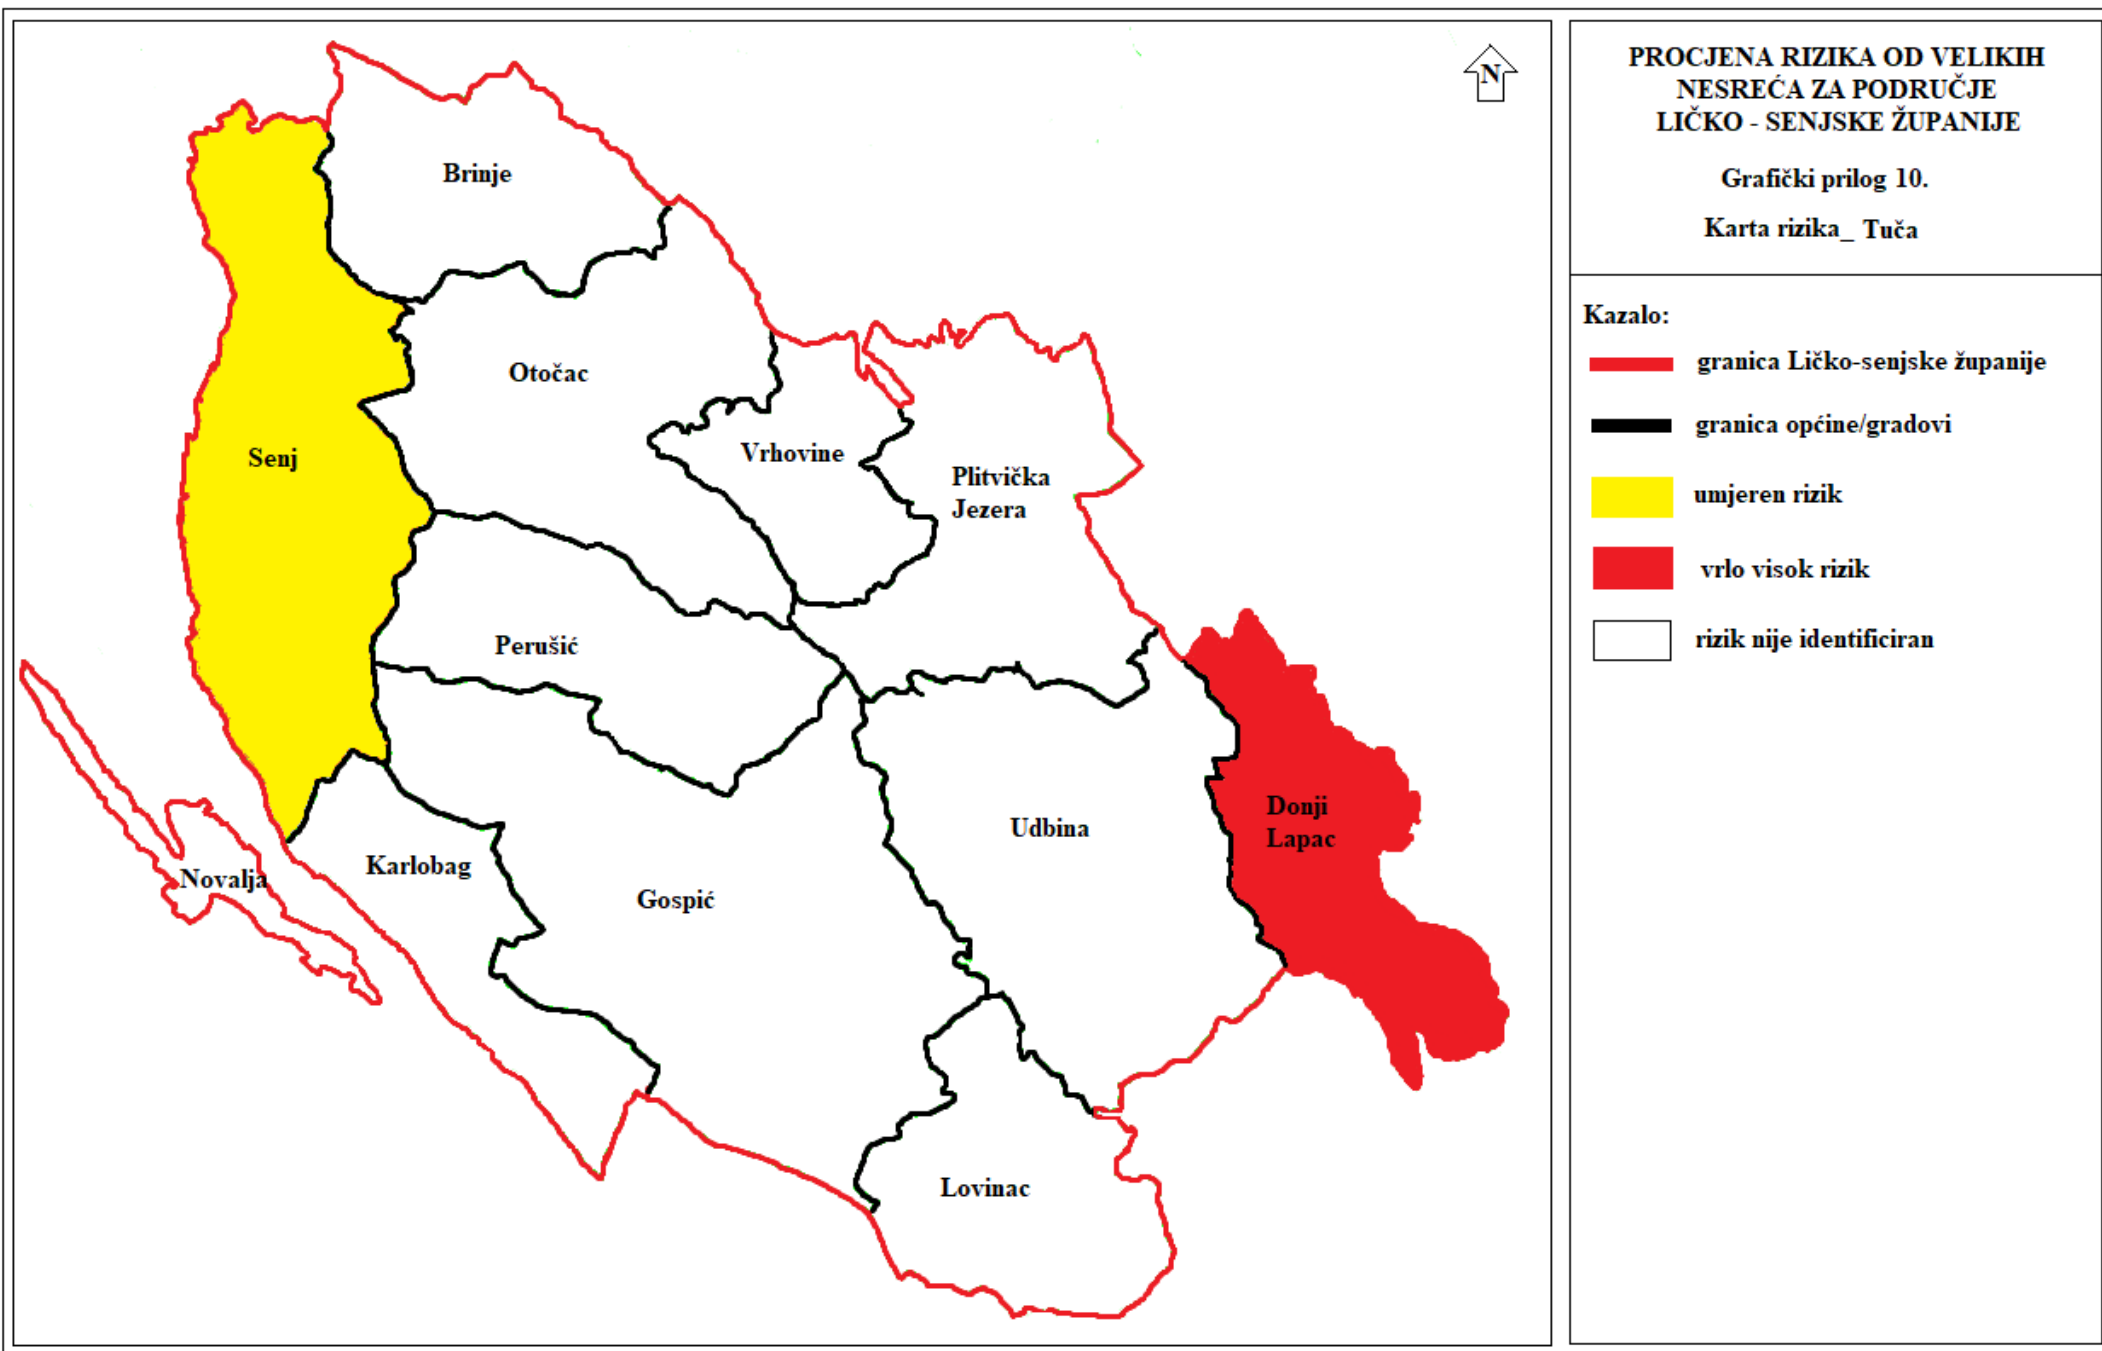 PROCJENA RIZIKA OD VELIKIH
NESREĆA ZA PODRUČJE
LIČKO - SENJSKE ŽUPANIJE
Grafički prilog 10.
Karta rizika_ Tuča
Kazalo:
granica Ličko-senjske županije
granica općine/gradovi
umjeren rizik
vrlo visok rizik
rizik nije identificiran
N
Brinje
Otočac
Vrhovine
Senj
Plitvička
Jezera
Perušić
Donji
Lapac
Udbina
Karlobag
Novalja
Gospić
Lovinac